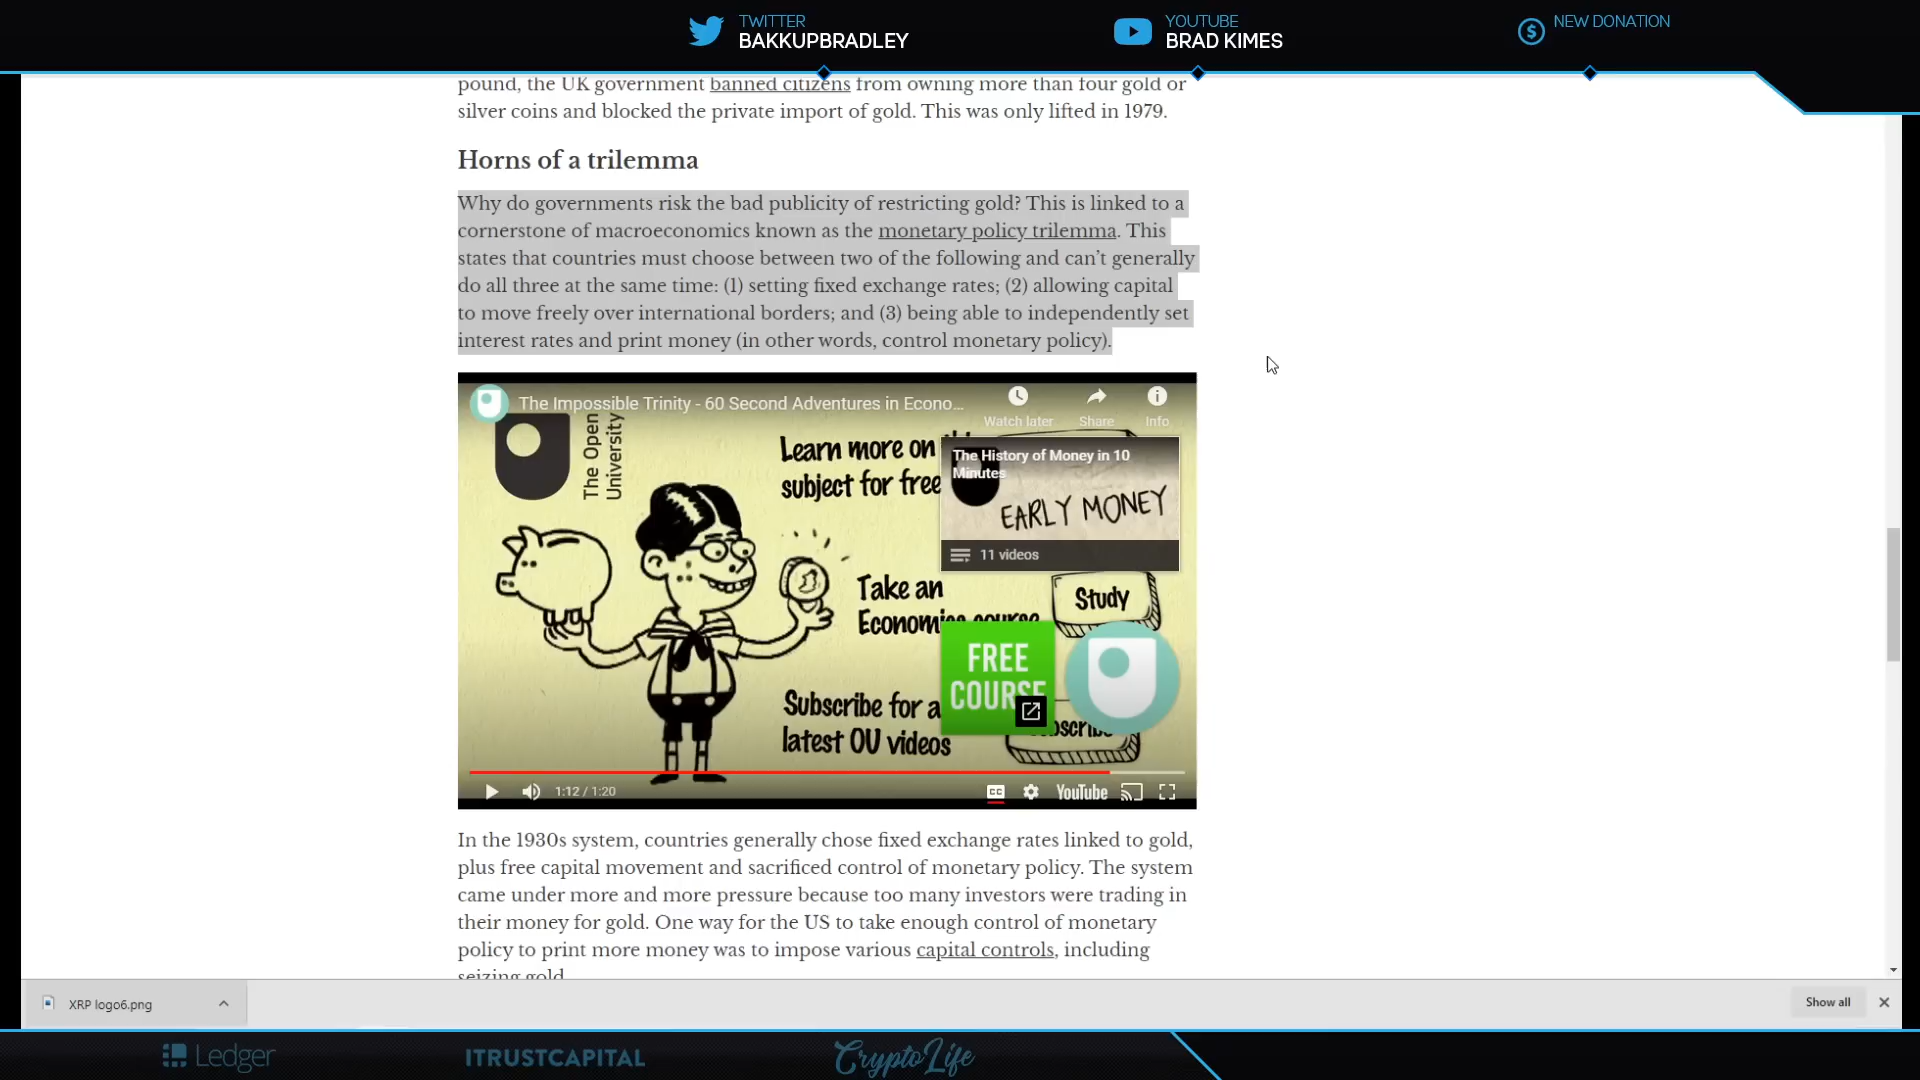 TWITTER
BAKKUPBRADLEY
YOUTUBE
BRAD KIMES
NEW DONATION
pound, the UK government banned citizens from owning more than four gold or
silver coins and blocked the private import of gold. This was only lifted in 1979.
Horns of a trilemma
Why do governments risk the bad publicity of restricting gold? This is linked to a
cornerstone of macroeconomics known as the monetary policy trilemma. This
states that countries must choose between two of the following and can’t generally
do all three at the same time: (1) setting fixed exchange rates; (2) allowing capital
to move freely over international borders; and (3) being able to independently set
interest rates and print money (in other words, control monetary policy).
The Impossible Trinity - 60 Second Adventures in Econo...
Watch later
Share
Info
The Open
University
Learn more on
subject for free
The History of Money in 10
Minutes
EARLY MONEY
11 videos
Take an
Economics course
Study
FREE
COURSE
Subscribe for a
latest OU videos
1:12 / 1:20
CC
YouTube
In the 1930s system, countries generally chose fixed exchange rates linked to gold,
plus free capital movement and sacrificed control of monetary policy. The system
came under more and more pressure because too many investors were trading in
their money for gold. One way for the US to take enough control of monetary
policy to print more money was to impose various capital controls, including
seizing gold.
XRP logo6.png
Show all
Ledger
ITRUSTCAPITAL
CryptoLife